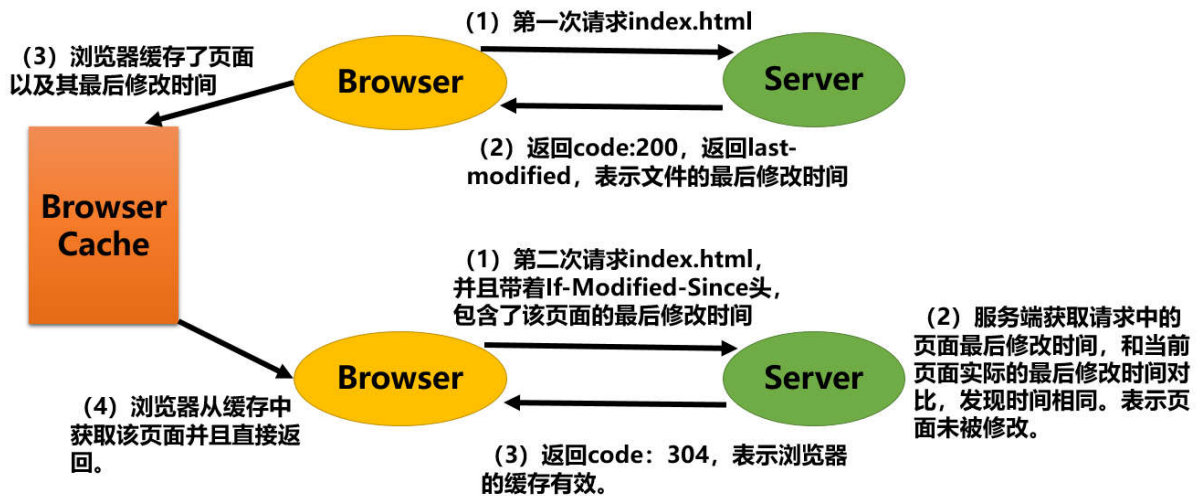 （1）第一次请求index.html
（3）浏览器缓存了页面
以及其最后修改时间
Browser
Server
（2）返回code:200，返回last-
modified，表示文件的最后修改时间
Browser
Cache
（1）第二次请求index.html，
并且带着If-Modified-Since头，
包含了该页面的最后修改时间
Browser
Server
（2）服务端获取请求中的
页面最后修改时间，和当前
页面实际的最后修改时间对
比，发现时间相同。表示页
面未被修改。
（4）浏览器从缓存中
获取该页面并且直接返
回。
（3）返回code：304，表示浏览器
的缓存有效。